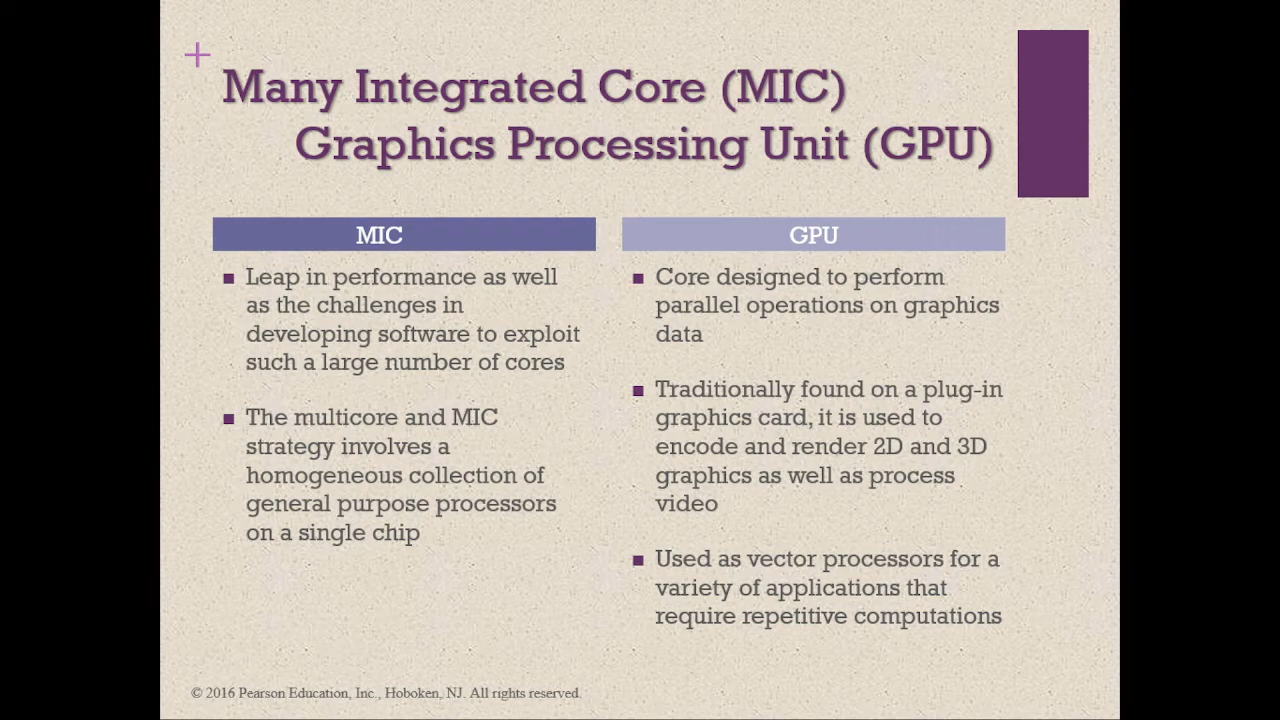 +
Many Integrated Core (MIC)
Graphics Processing Unit (GPU)
MIC
■ Leap in performance as well
as the challenges in
developing software to exploit
such a large number of cores
■ The multicore and MIC
strategy involves a
homogeneous collection of
general purpose processors
on a single chip
GPU
■ Core designed to perform
parallel operations on graphics
data
■ Traditionally found on a plug-in
graphics card, it is used to
encode and render 2D and 3D
graphics as well as process
video
■ Used as vector processors for a
variety of applications that
require repetitive computations
© 2016 Pearson Education, Inc., Hoboken, NJ. All rights reserved.